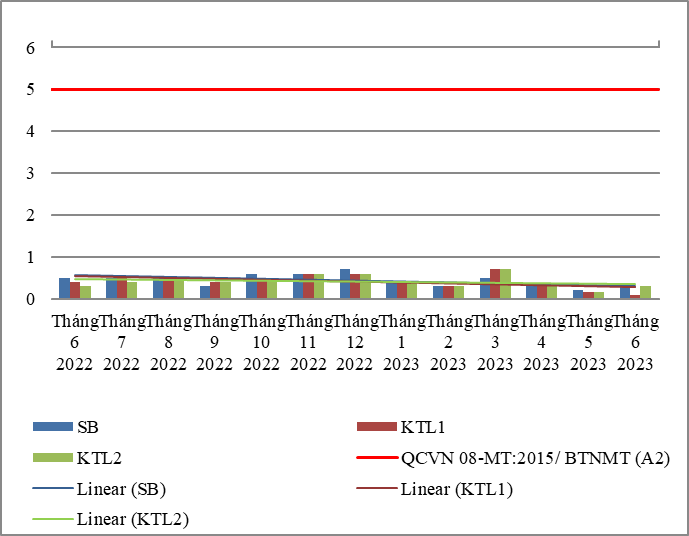 6
5
4
3
2
1
0
Tháng Tháng Tháng Tháng Tháng Tháng Tháng Tháng Tháng Tháng Tháng Tháng Tháng
6 7 8 9 10 11 12 1 2 3 4 5 6
2022 2022 2022 2022 2022 2022 2022 2023 2023 2023 2023 2023 2023
SB KTL1
KTL2 QCVN 08-MT:2015/ BTNMT (A2)
Linear (SB) Linear (KTL1)
Linear (KTL2)